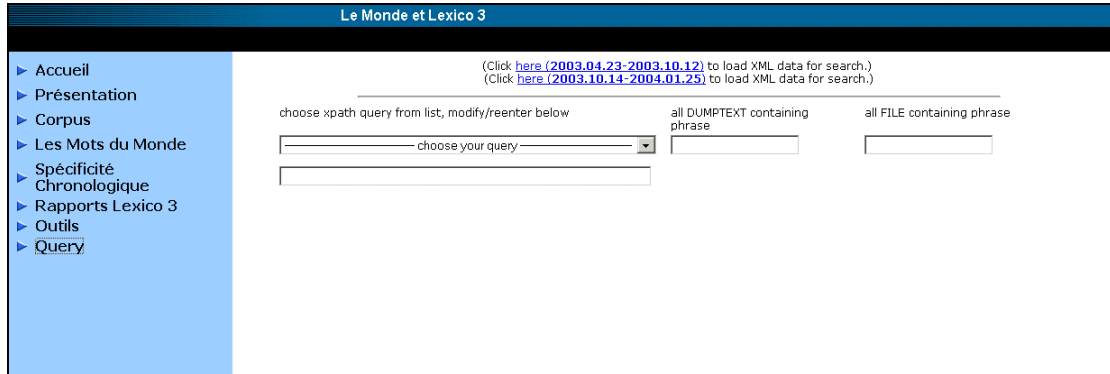 Le Monde et Lexico 3
Accueil
Présentation
Corpus
Les Mots du Monde
Spécificité
Chronologique
Rapports Lexico 3
Outils
Query
(Click here (2003.04.23-2003.10.12) to load XML data for search.)
(Click here (2003.10.14-2004.01.25) to load XML data for search.)
choose xpath query from list, modify/reenter below
choose your query
all DUMPTEXT containing
phrase
all FILE containing phrase